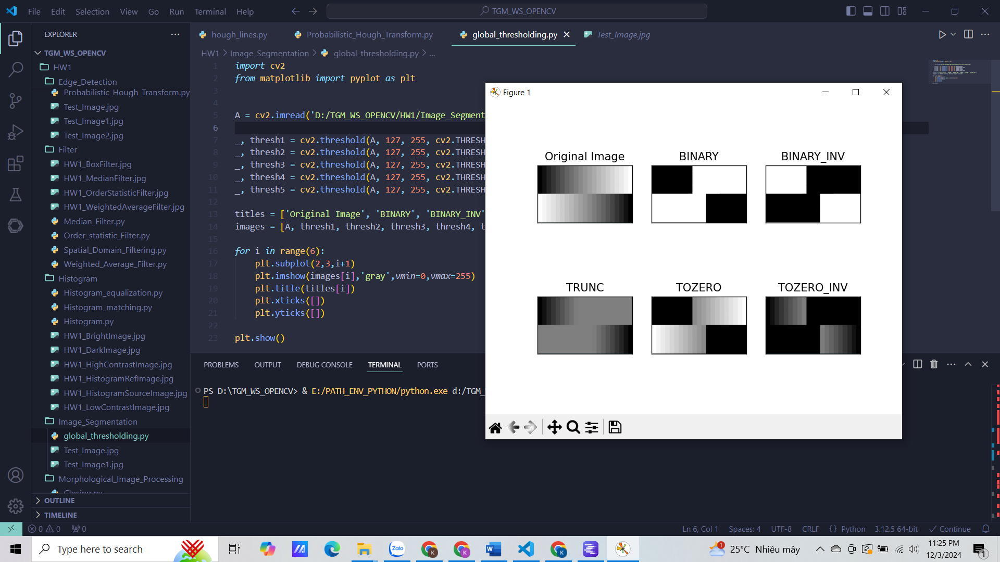 File Edit Selection View Go Run Terminal Help
TGM_WS_OPENCV
EXPLORER
TGM_WS_OPENCV
HW1
Edge_Detection
Probabilistic_Hough_Transform.py
Test_Image.jpg
Test_Image1.jpg
Test_Image2.jpg
Filter
HW1_BoxFilter.jpg
HW1_MedianFilter.jpg
HW1_OrderStatisticFilter.jpg
HW1_WeightedAverageFilter.jpg
Median_Filter.py
Order_statistic_Filter.py
Spatial_Domain_Filtering.py
Weighted_Average_Filter.py
Histogram
Histogram_equalization.py
Histogram_matching.py
Histogram.py
HW1_BrightImage.jpg
HW1_DarkImage.jpg
HW1_HighContrastImage.jpg
HW1_HistogramRefImage.jpg
HW1_HistogramSourceImage.jpg
HW1_LowContrastImage.jpg
Image_Segmentation
global_thresholding.py
Test_Image.jpg
Test_Image1.jpg
Morphological_Image_Processing
Closing.py
OUTLINE
TIMELINE
hough_lines.py Probabilistic_Hough_Transform.py global_thresholding.py Test_Image.jpg
HW1 > Image_Segmentation > global_thresholding.py > ...
1 import cv2
2 from matplotlib import pyplot as plt
3
4
5 A = cv2.imread('D:/TGM_WS_OPENCV/HW1/Image_Segment
6
7 _, thresh1 = cv2.threshold(A, 127, 255, cv2.THRESH
8 _, thresh2 = cv2.threshold(A, 127, 255, cv2.THRESH
9 _, thresh3 = cv2.threshold(A, 127, 255, cv2.THRESH
10 _, thresh4 = cv2.threshold(A, 127, 255, cv2.THRESH
11 _, thresh5 = cv2.threshold(A, 127, 255, cv2.THRESH
12
13 titles = ['Original Image', 'BINARY', 'BINARY_INV'
14 images = [A, thresh1, thresh2, thresh3, thresh4, t
15
16 for i in range(6):
17 plt.subplot(2,3,i+1)
18 plt.imshow(images[i],'gray',vmin=0,vmax=255)
19 plt.title(titles[i])
20 plt.xticks([])
21 plt.yticks([])
22
23 plt.show()
Figure 1
Original Image BINARY BINARY_INV
TRUNC TOZERO TOZERO_INV
PROBLEMS OUTPUT DEBUG CONSOLE TERMINAL PORTS
PS D:\TGM_WS_OPENCV> & E:/PATH_ENV_PYTHON/python.exe d:/TGM_
0 0 0
Ln 6, Col 1 Spaces: 4 UTF-8 CRLF {} Python 3.12.5 64-bit Continue
Type here to search
Zalo
K K W K
1 25°C Nhiều mây
11:25 PM
12/3/2024
1